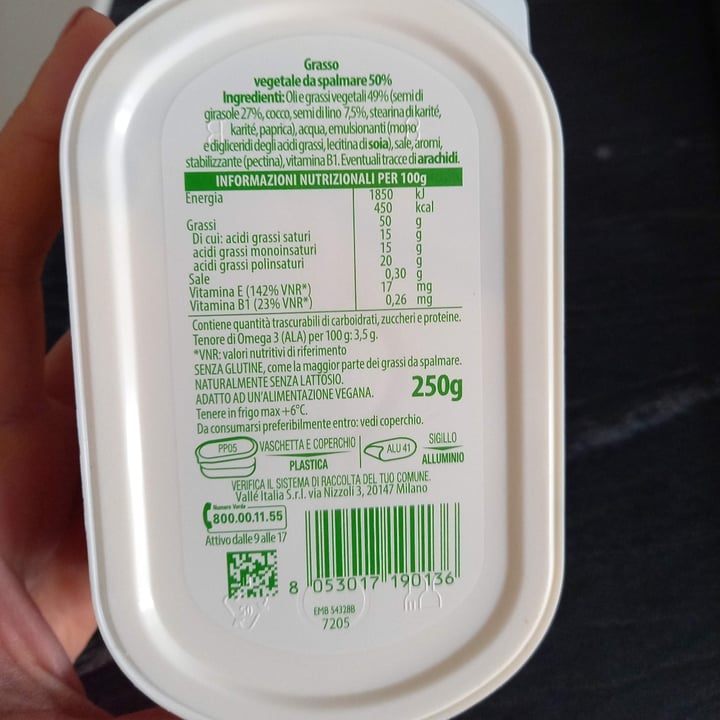 Grasso
vegetale da spalmare 50%
Ingredienti: Oli e grassi vegetali 49% (semi di
girasole 27%, cocco, semi di lino 7,5%, stearina di karité,
karité, paprica), acqua, emulsionanti (mono
e digliceridi degli acidi grassi, lecitina di soia), sale, aromi,
stabilizzante (pectina), vitamina B1. Eventuali tracce di arachidi.
INFORMAZIONI NUTRIZIONALI PER 100g
Energia 1850 kJ
450 kcal
Grassi 50 g
Di cui: acidi grassi saturi 15 g
acidi grassi monoinsaturi 15 g
acidi grassi polinsaturi 20 g
Sale 0,30 g
Vitamina E (142% VNR*) 17 mg
Vitamina B1 (23% VNR*) 0,26 mg
Contiene quantità trascurabili di carboidrati, zuccheri e proteine.
Tenore di Omega 3 (ALA) per 100 g: 3,5 g.
*VNR: valori nutritivi di riferimento
SENZA GLUTINE, come la maggior parte dei grassi da spalmare.
NATURALMENTE SENZA LATTOSIO.
ADATTO AD UN'ALIMENTAZIONE VEGANA. 250g
Tenere in frigo max +6°C.
Da consumarsi preferibilmente entro: vedi coperchio.
PP05 VASCHETTA E COPERCHIO PLASTICA
ALU 41 SIGILLO ALLUMINIO
VERIFICA IL SISTEMA DI RACCOLTA DEL TUO COMUNE.
Vallé Italia S.r.l. via Nizzoli 3, 20147 Milano
Numero Verde
800.00.11.55
Attivo dalle 9 alle 17
8 053017 190136
EMB 54328B
7205